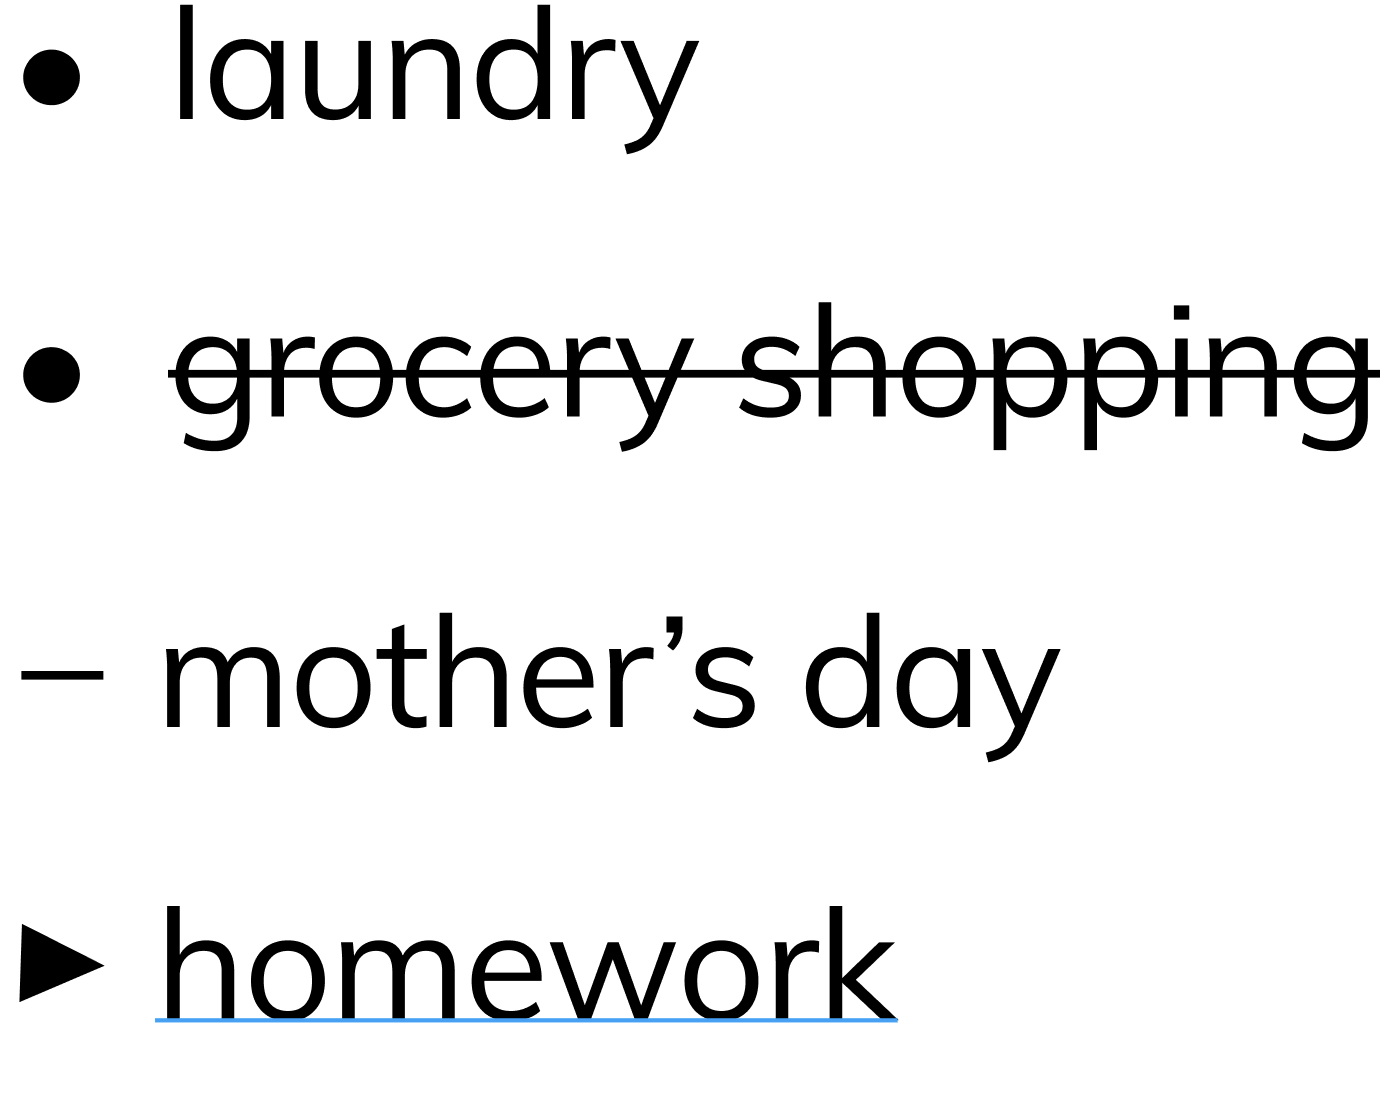 • laundry
• grocery shopping
– mother’s day
▶ homework